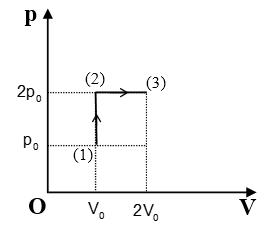 p
(2) (3)
2p₀
p₀
(1)
O V₀ 2V₀ V